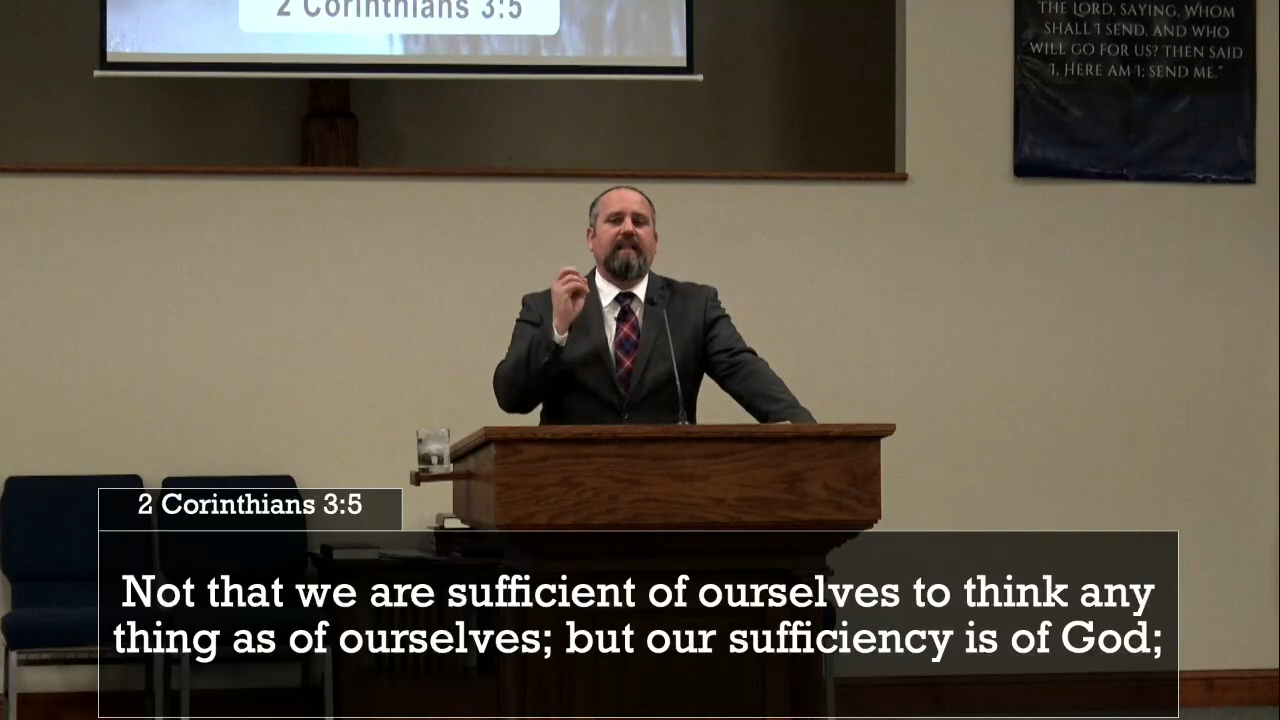 2 Corinthians 3:5
THE LORD, SAYING, WHOM
SHALL I SEND, AND WHO
WILL GO FOR US? THEN SAID
I, HERE AM I; SEND ME."
2 Corinthians 3:5
Not that we are sufficient of ourselves to think any
thing as of ourselves; but our sufficiency is of God;